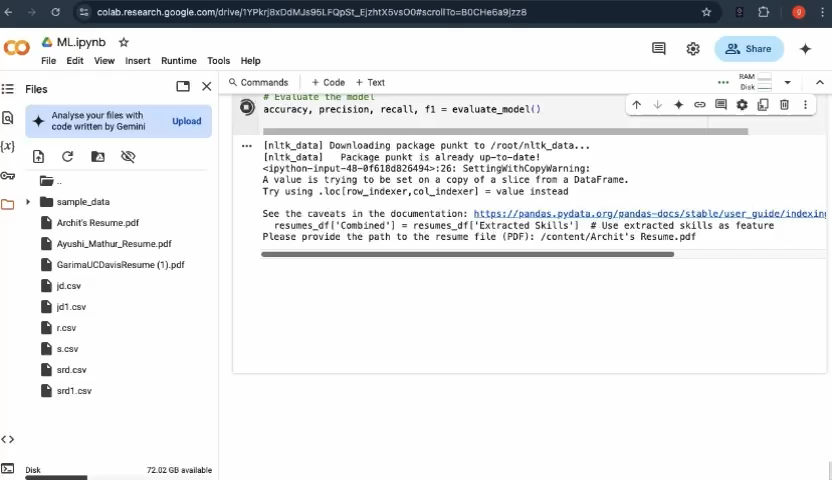 colab.research.google.com/drive/1YPkrj8xDdMJs95LFQpSt_EjzhtX5vsO0#scrollTo=B0CHe6a9jzz8
ML.ipynb
File Edit View Insert Runtime Tools Help
Share
Files
Commands + Code + Text
RAM
Disk
Analyse your files with
code written by Gemini
Upload
..
sample_data
Archit's Resume.pdf
Ayushi_Mathur_Resume.pdf
GarimaUCDavisResume (1).pdf
jd.csv
jd1.csv
r.csv
s.csv
srd.csv
srd1.csv
Disk
72.02 GB available
# Evaluate the model
accuracy, precision, recall, f1 = evaluate_model()
[nltk_data] Downloading package punkt to /root/nltk_data...
[nltk_data] Package punkt is already up-to-date!
<ipython-input-48-0f618d826494>:26: SettingWithCopyWarning:
A value is trying to be set on a copy of a slice from a DataFrame.
Try using .loc[row_indexer,col_indexer] = value instead
See the caveats in the documentation: https://pandas.pydata.org/pandas-docs/stable/user_guide/indexing
resumes_df['Combined'] = resumes_df['Extracted Skills'] # Use extracted skills as feature
Please provide the path to the resume file (PDF): /content/Archit's Resume.pdf